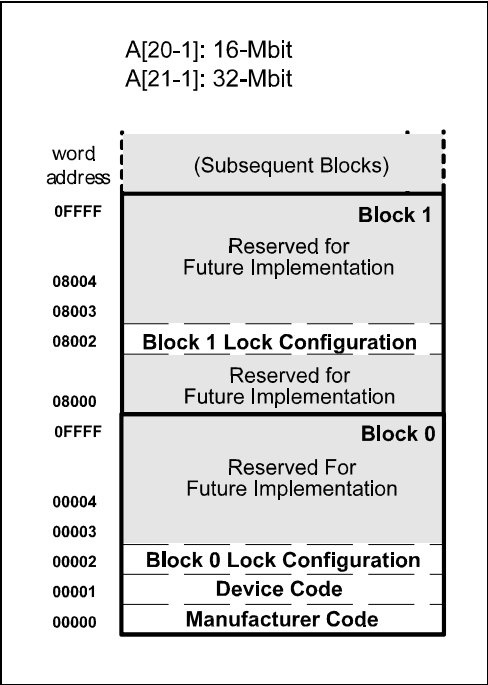 A[20-1]: 16-Mbit
A[21-1]: 32-Mbit
word
address
(Subsequent Blocks)
0FFFF
Block 1
Reserved for
Future Implementation
08004
08003
08002
Block 1 Lock Configuration
Reserved for
Future Implementation
08000
0FFFF
Block 0
Reserved For
Future Implementation
00004
00003
00002
Block 0 Lock Configuration
00001
Device Code
00000
Manufacturer Code